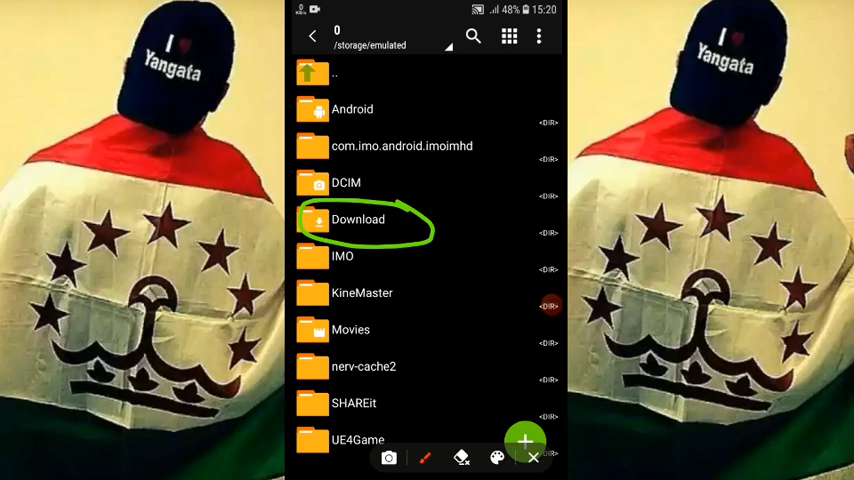 I
Yangata
0
KB/s
48%
15:20
0
/storage/emulated
..
Android
<DIR>
com.imo.android.imoimhd
<DIR>
DCIM
<DIR>
Download
<DIR>
IMO
<DIR>
KineMaster
<DIR>
Movies
<DIR>
nerv-cache2
<DIR>
SHAREit
<DIR>
UE4Game
<DIR>
I
Yangata